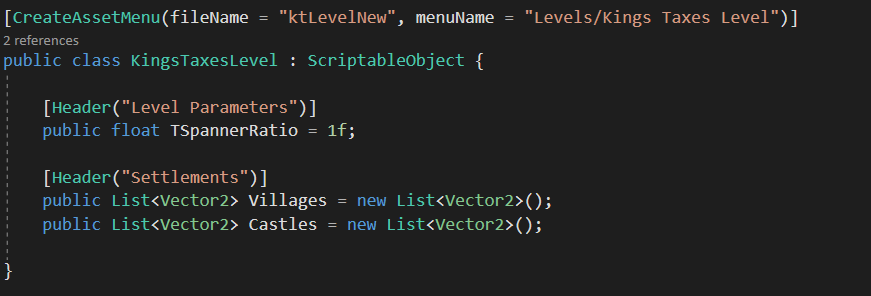 [CreateAssetMenu(fileName = "ktLevelNew", menuName = "Levels/Kings Taxes Level")]
2 references
public class KingsTaxesLevel : ScriptableObject {
[Header("Level Parameters")]
public float TSpannerRatio = 1f;
[Header("Settlements")]
public List<Vector2> Villages = new List<Vector2>();
public List<Vector2> Castles = new List<Vector2>();
}